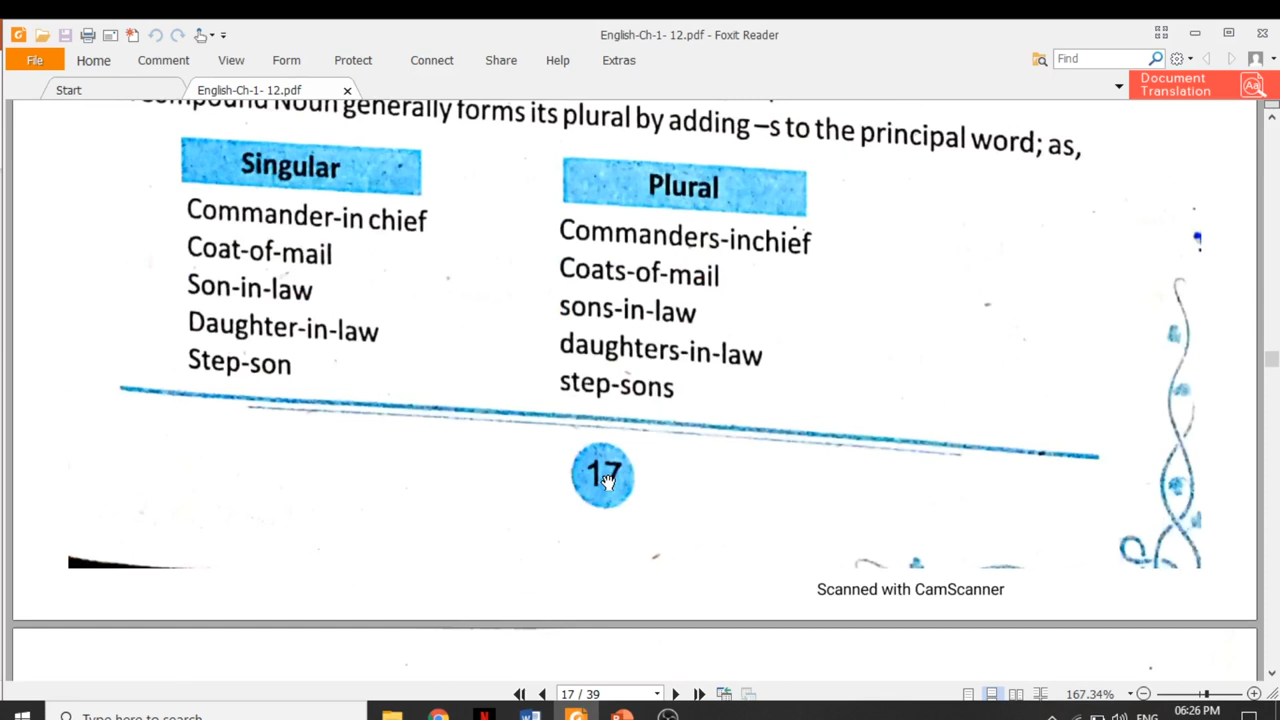 English-Ch-1- 12.pdf - Foxit Reader
File Home Comment View Form Protect Connect Share Help Extras
Find
Start English-Ch-1- 12.pdf
Document
Translation
Compound Noun generally forms its plural by adding –s to the principal word; as,
Singular Plural
Commander-in chief Commanders-inchief
Coat-of-mail Coats-of-mail
Son-in-law sons-in-law
Daughter-in-law daughters-in-law
Step-son step-sons
17
Scanned with CamScanner
17 / 39
167.34%
Type here to search
ENG
06:26 PM